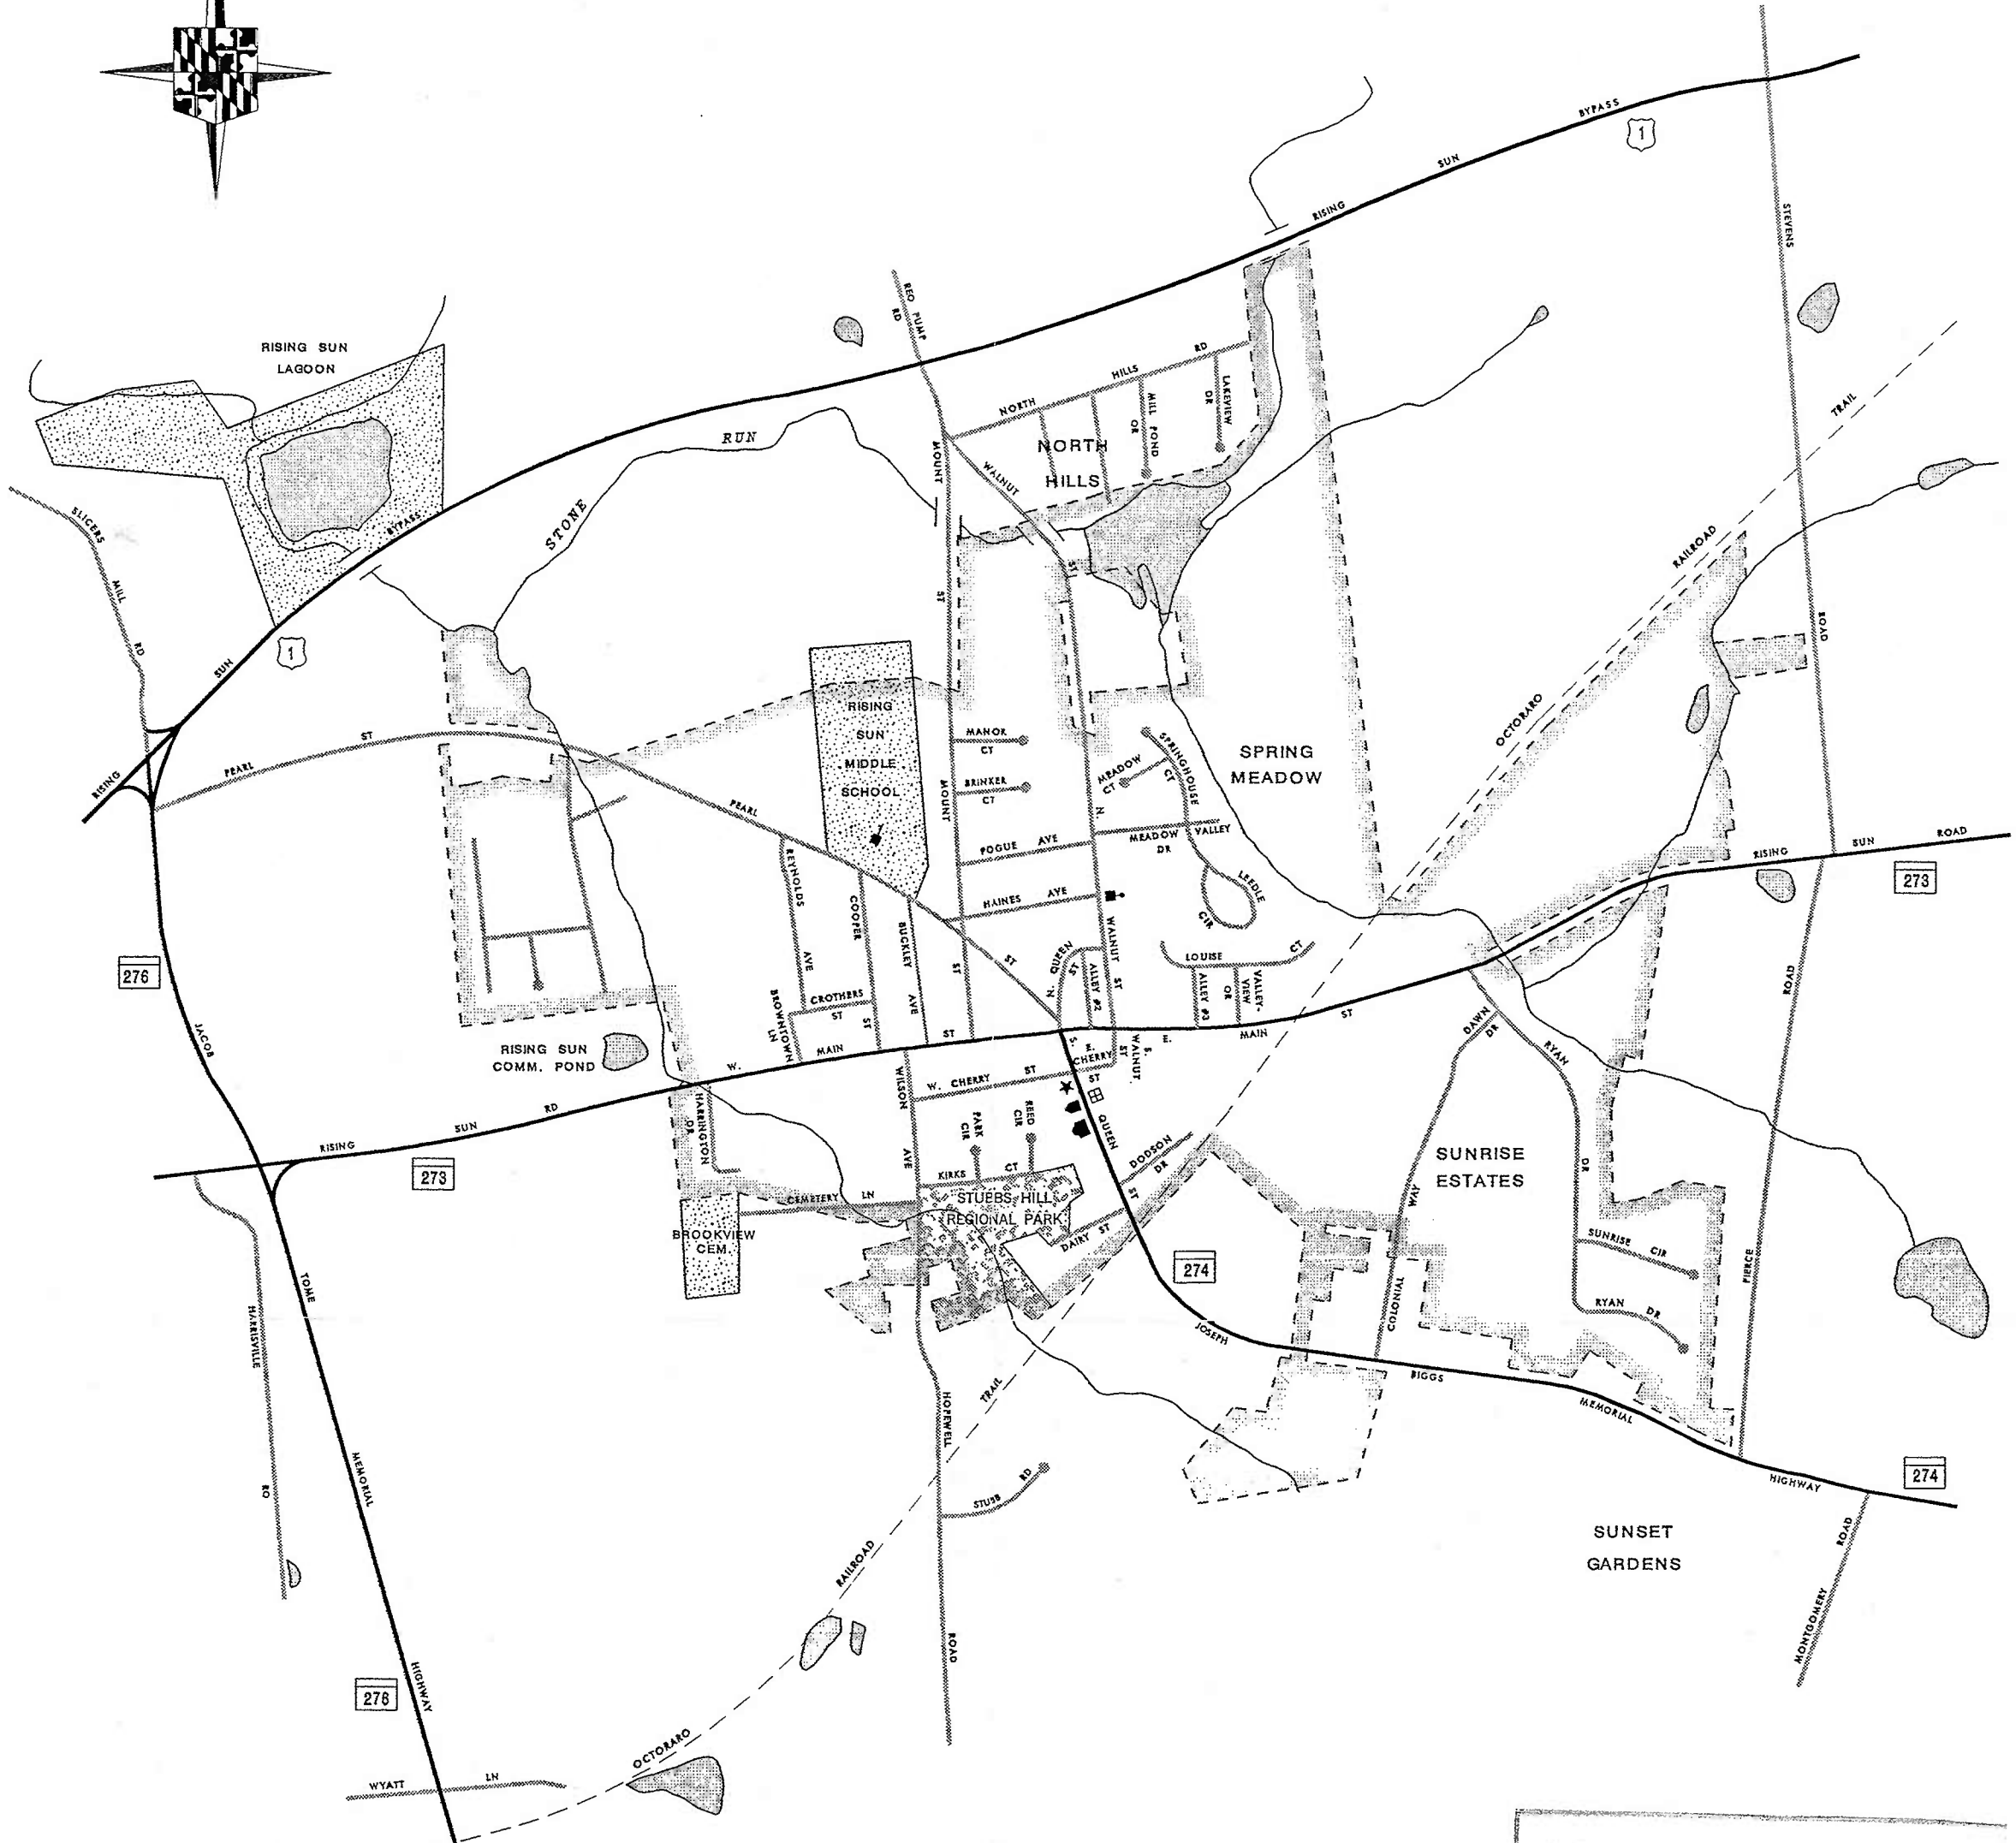 BYPASS
1
SUN
RISING
STEVENS
REO PUMP
RD
RISING SUN
LAGOON
RD
HILLS
NORTH
LAKEVIEW
DR
MILL POND
OR
TRAIL
RUN
MOUNT
WALNUT
NORTH
HILLS
STONE
BYPASS
SLICERS
MILL
RD
RAILROAD
ST
ST
ROAD
SUN
1
OCTORARO
RISING
SUN
MIDDLE
SCHOOL
ST
PEARL
RISING
MANOR
CT
SPRINGHOUSE
CT
SPRING
MEADOW
MEADOW
CT
BRINKER
CT
MOUNT
PEARL
N.
MEADOW VALLEY
DR
POGUE AVE
RISING SUN ROAD
273
REYNOLDS
AVE
COOPER
ST
BUCKLEY
AVE
HAINES AVE
LEEDLE
CIR
WALNUT
ST
276
ST
ST
N. QUEEN
ST
ALLEY #2
LOUISE CT
ALLEY #3
VALLEY-
VIEW
OR
ROAD
CROTHERS
ST
BROWNTOWN
LN
JACOB
RISING SUN
COMM. POND
W. MAIN ST
E. MAIN ST
S.
E.
CHERRY
ST
S.
WALNUT
ST
DAWN
DR
RYAN
DR
WILSON
AVE
W. CHERRY ST
RISING SUN RD
273
HARRINGTON
DR
PARK
CIR
REED
CIR
QUEEN
ST
DODSON
DR
SUNRISE
ESTATES
KIRKS CT
CEMETERY LN
STUBBS HILL
REGIONAL PARK
DAIRY ST
BROOKVIEW
CEM.
WAY
COLONIAL
SUNRISE CIR
PIERCE
274
RYAN DR
TOME
HARRISVILLE
RD
JOSEPH
BIGGS
MEMORIAL
HIGHWAY
274
HOPEWELL
TRAIL
MEMORIAL
STUBB RD
SUNSET
GARDENS
ROAD
MONTGOMERY
RAILROAD
ROAD
HIGHWAY
276
OCTORARO
WYATT LN